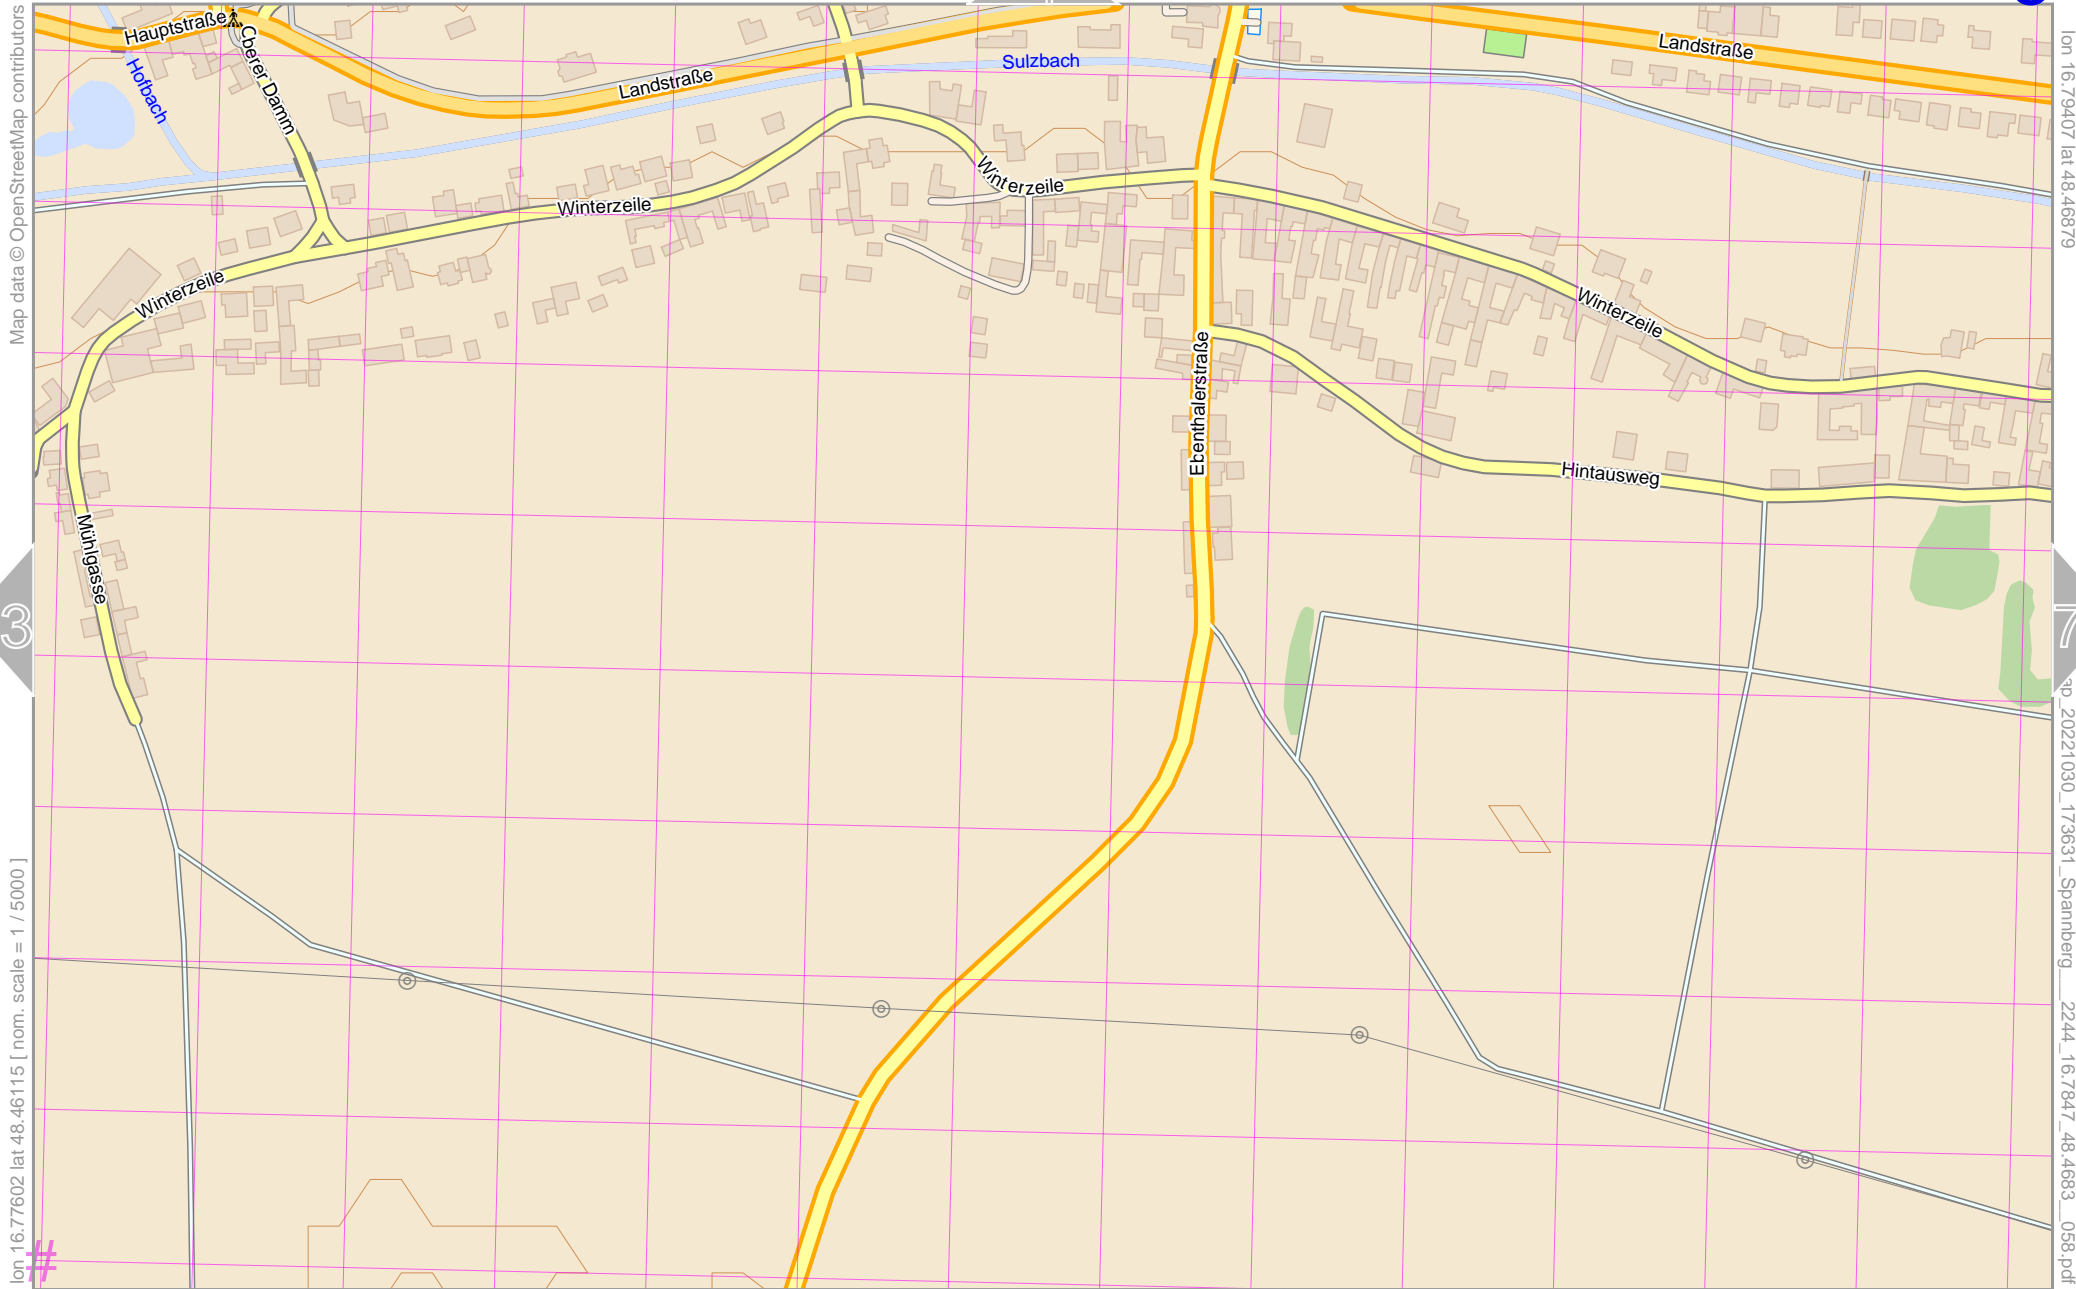 Map data © OpenStreetMap contributors
lon 16.77602 lat 48.46115 [ nom. scale = 1 / 5000 ]
Hauptstraße
Oberer Damm
Hofbach
Landstraße
Sulzbach
Landstraße
Winterzeile
Winterzeile
Winterzeile
Winterzeile
Ebenthalerstraße
Hintausweg
Mühlgasse
3
7
#
lon 16.79407 lat 48.46879
ap_20221030_173631_Spannberg__2244_16.7847_48.4683__058.pdf